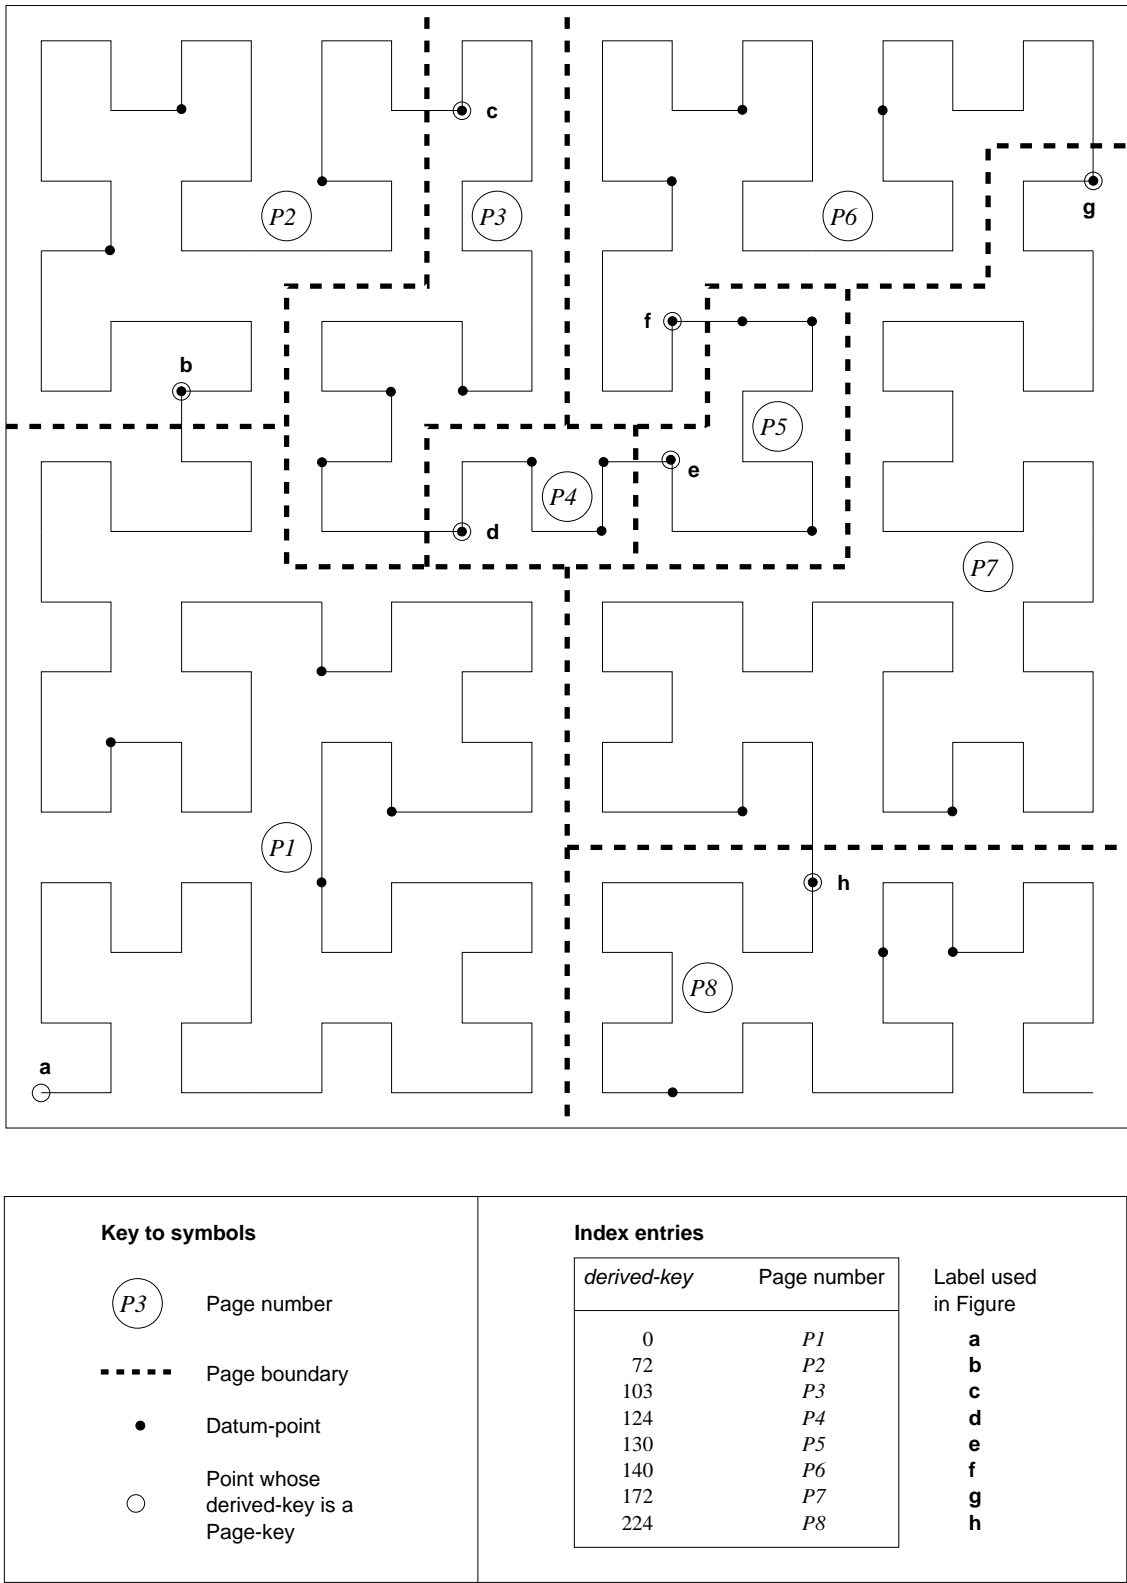 c
P2
P3
P6
g
f
b
P5
e
P4
d
P7
P1
h
P8
a
Key to symbols
P3 Page number
Page boundary
Datum-point
Point whose
derived-key is a
Page-key
Index entries
derived-key Page number Label used
in Figure
0 P1 a
72 P2 b
103 P3 c
124 P4 d
130 P5 e
140 P6 f
172 P7 g
224 P8 h